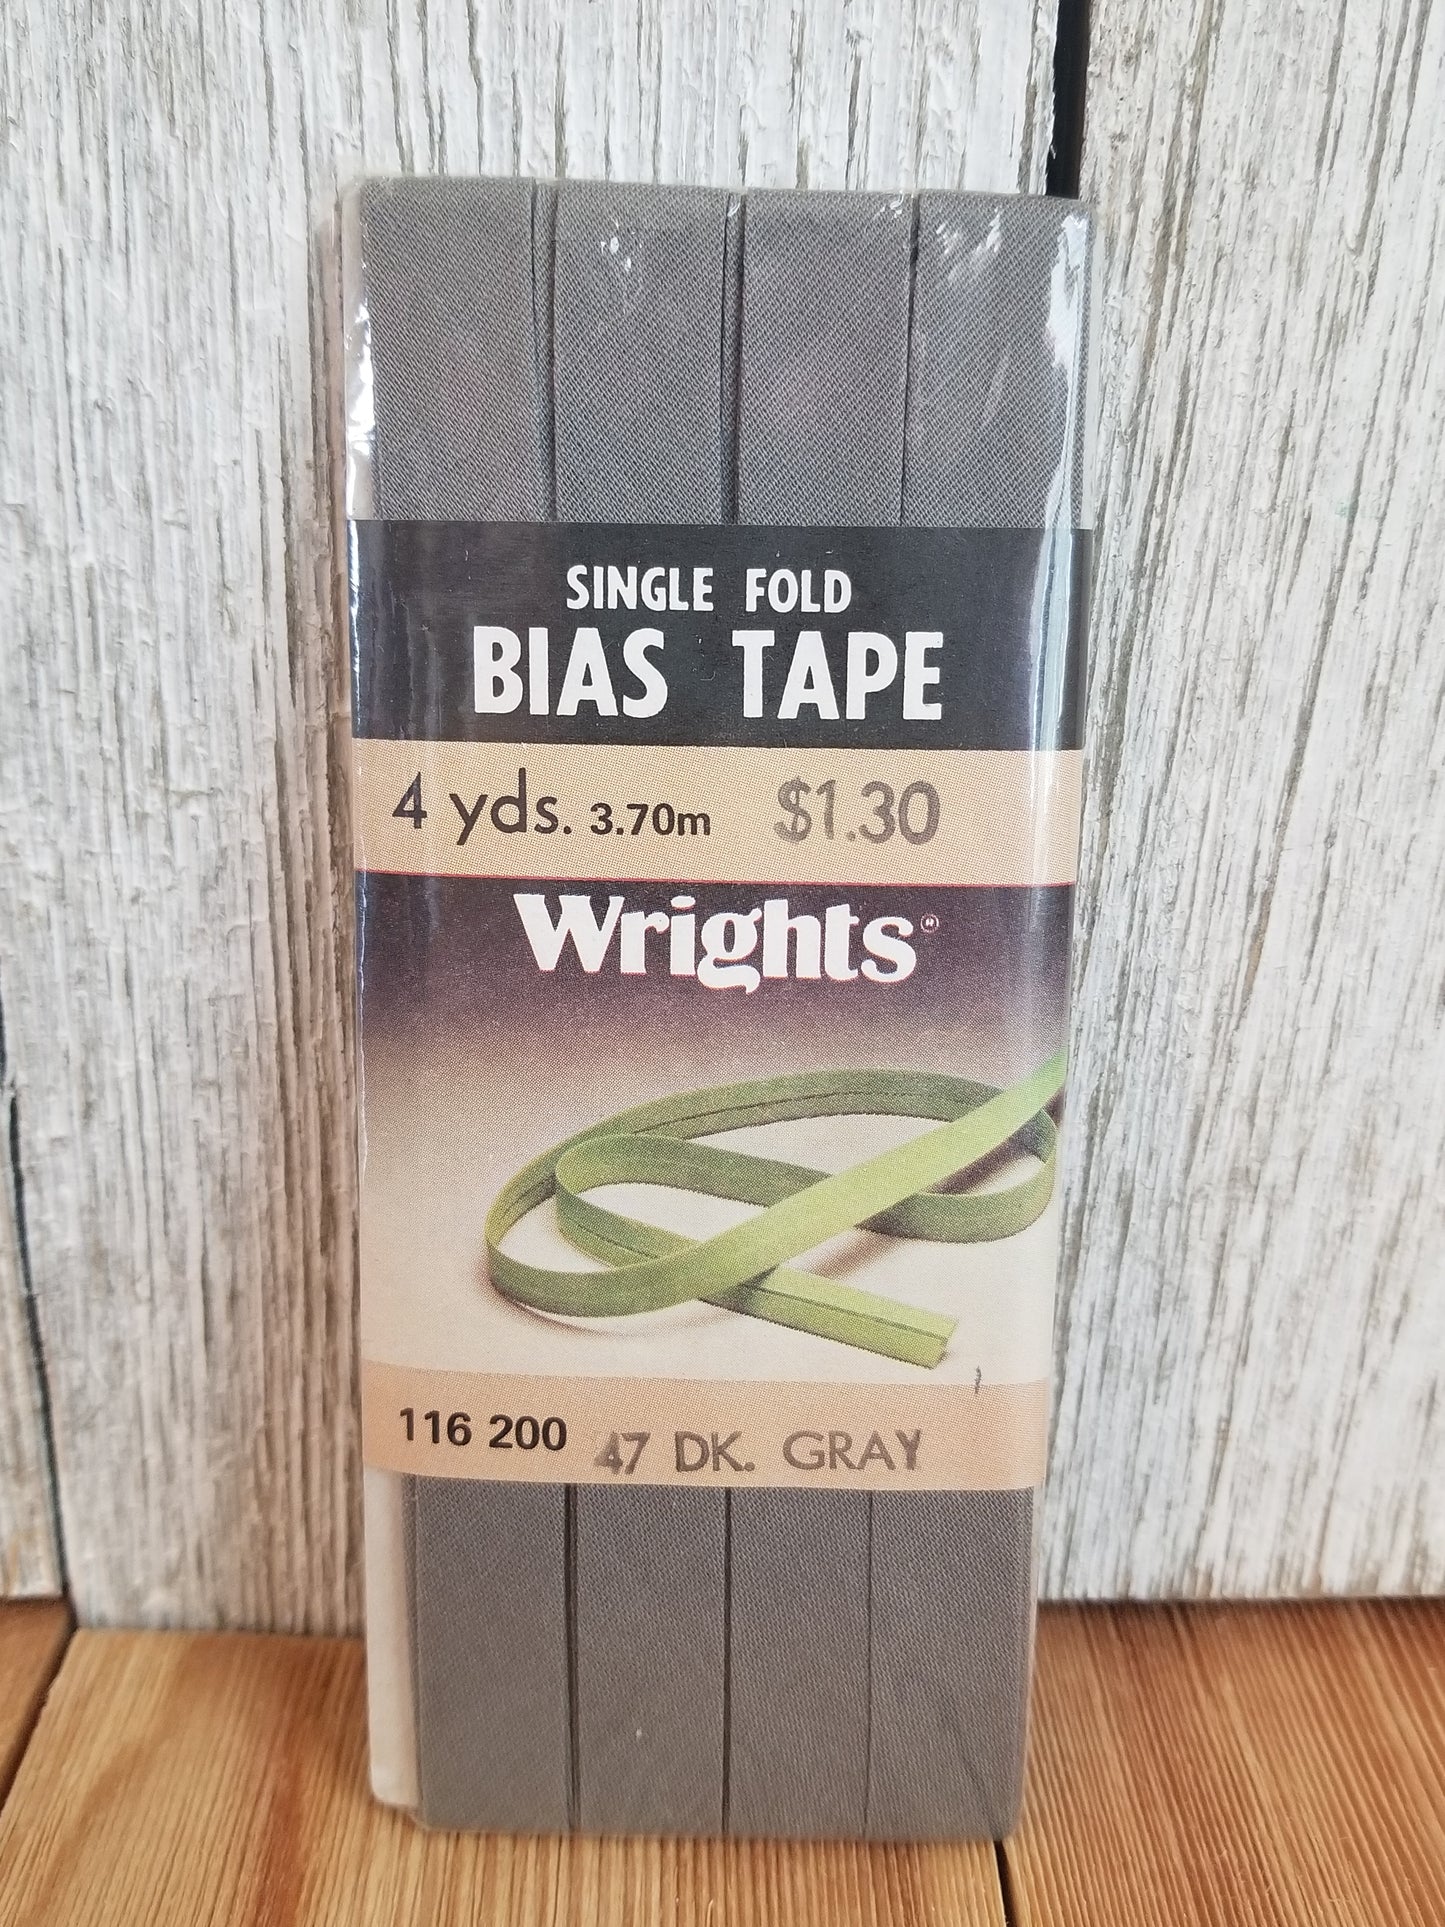 SINGLE FOLD
BIAS TAPE
4 yds. 3.70m $1.30
Wrights®
116 200 47 DK. GRAY